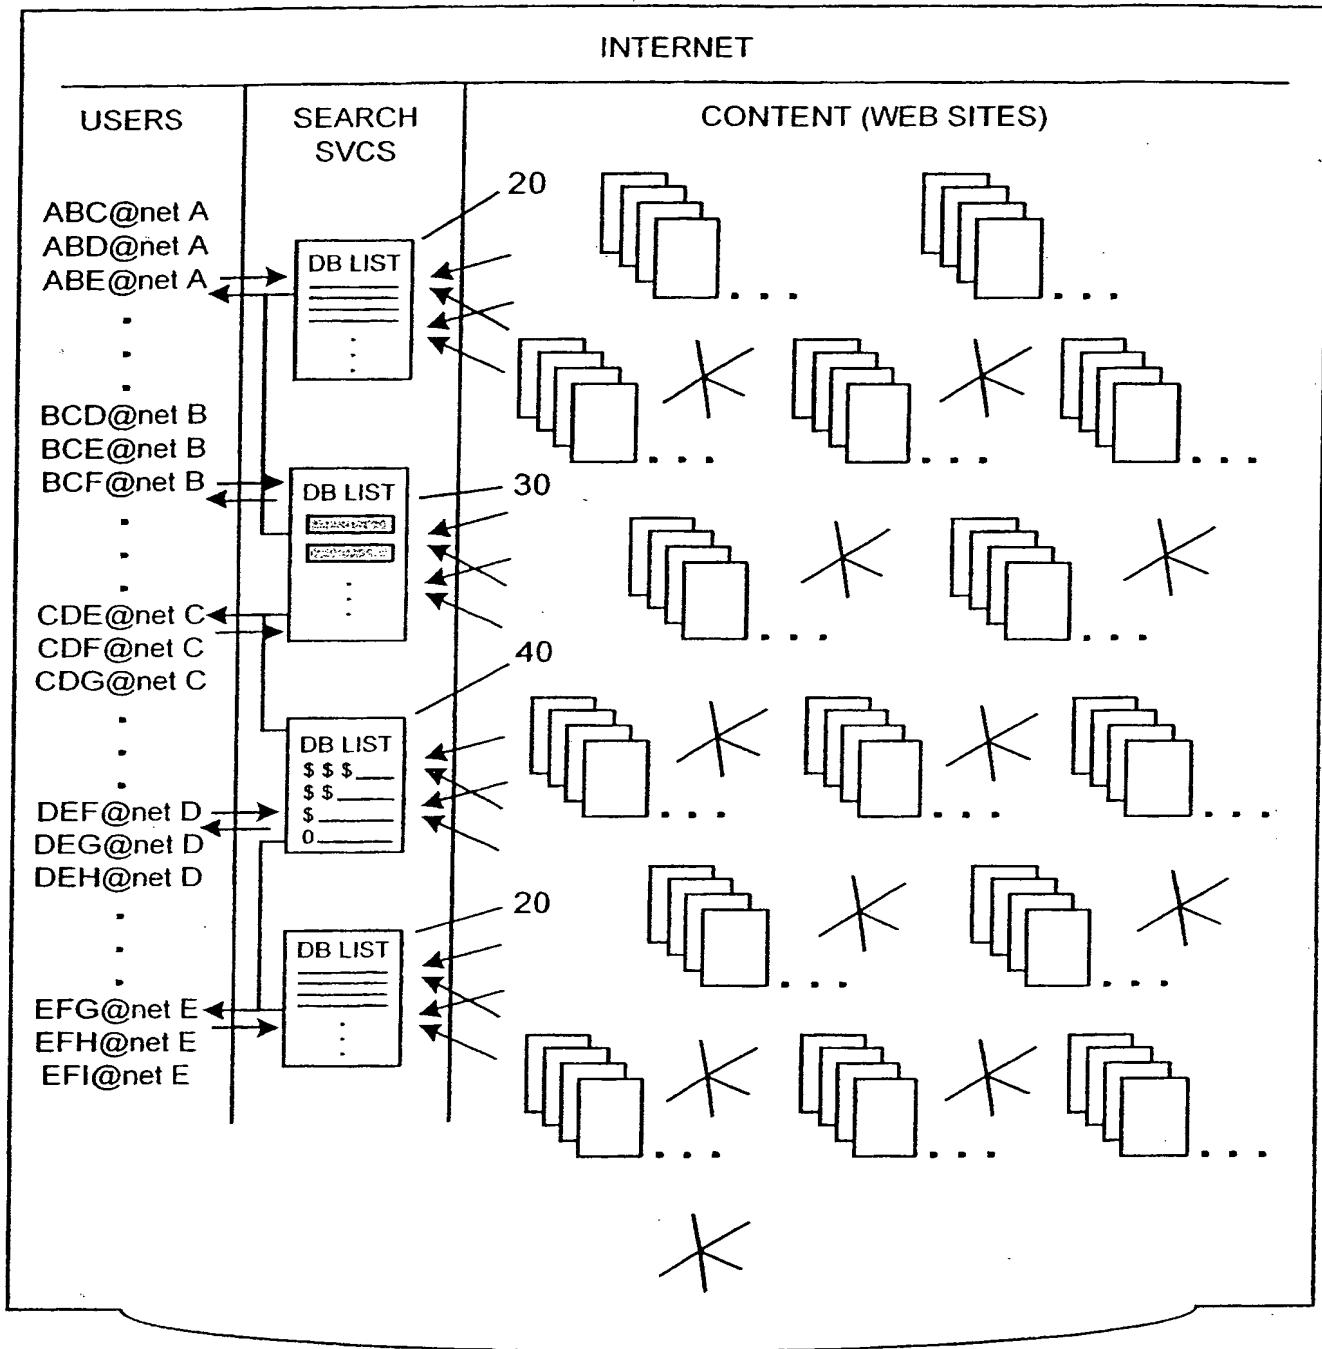 INTERNET
USERS
SEARCH
SVCS
CONTENT (WEB SITES)
ABC@net A
ABD@net A
ABE@net A
BCD@net B
BCE@net B
BCF@net B
CDE@net C
CDF@net C
CDG@net C
DEF@net D
DEG@net D
DEH@net D
EFG@net E
EFH@net E
EFI@net E
20
DB LIST
30
DB LIST
40
DB LIST
$ $ $
$ $
$
0
20
DB LIST